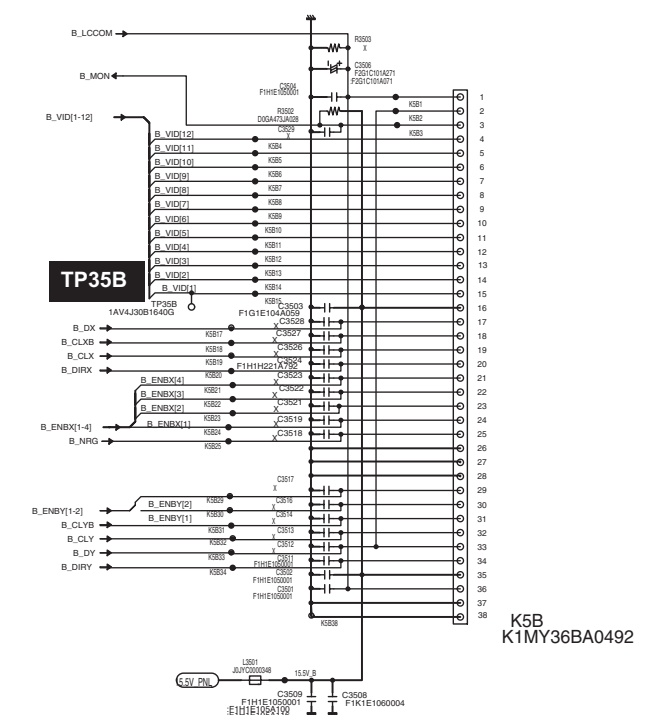 B_LCCOM
R3503
X
B_MON
C3506
F2G1C101A271
:F2G1C101A071
C3504
F1H1E1050001
R3502
D0GA473JA028
C3529
X
K5B1
K5B2
K5B3
1
2
3
B_VID[1-12]
B_VID[12]
K5B4
4
B_VID[11]
K5B5
5
B_VID[10]
K5B6
6
B_VID[9]
K5B7
7
B_VID[8]
K5B8
8
B_VID[7]
K5B9
9
B_VID[6]
K5B10
10
B_VID[5]
K5B11
11
B_VID[4]
K5B12
12
B_VID[3]
K5B13
13
B_VID[2]
K5B14
14
B_VID[1]
K5B15
15
TP35B
TP35B
1AV4J30B1640G
C3503
F1G1E104A059
16
B_DX
K5B17
X
C3528
17
B_CLXB
K5B18
X
C3527
18
B_CLX
K5B19
X
C3526
19
B_DIRX
K5B20
C3524
F1H1H221A792
20
B_ENBX[4]
K5B21
X
C3523
21
B_ENBX[3]
K5B22
X
C3522
22
B_ENBX[2]
K5B23
X
C3521
23
B_ENBX[1-4]
B_ENBX[1]
K5B24
X
C3519
24
B_NRG
K5B25
X
C3518
25
26
27
28
C3517
X
K5B29
29
B_ENBY[1-2]
B_ENBY[2]
K5B30
C3516
X
30
B_ENBY[1]
K5B31
C3514
X
31
B_CLYB
K5B32
C3513
X
32
B_CLY
K5B33
C3512
X
33
B_DY
K5B34
C3511
F1H1E1050001
34
B_DIRY
C3502
F1H1E1050001
35
C3501
F1H1E1050001
36
37
K5B38
38
K5B
K1MY36BA0492
L3501
J0JYC0000348
15.5V_PNL
15.5V_B
C3509
F1H1E1050001
:F1H1E105A100
C3508
F1K1E1060004